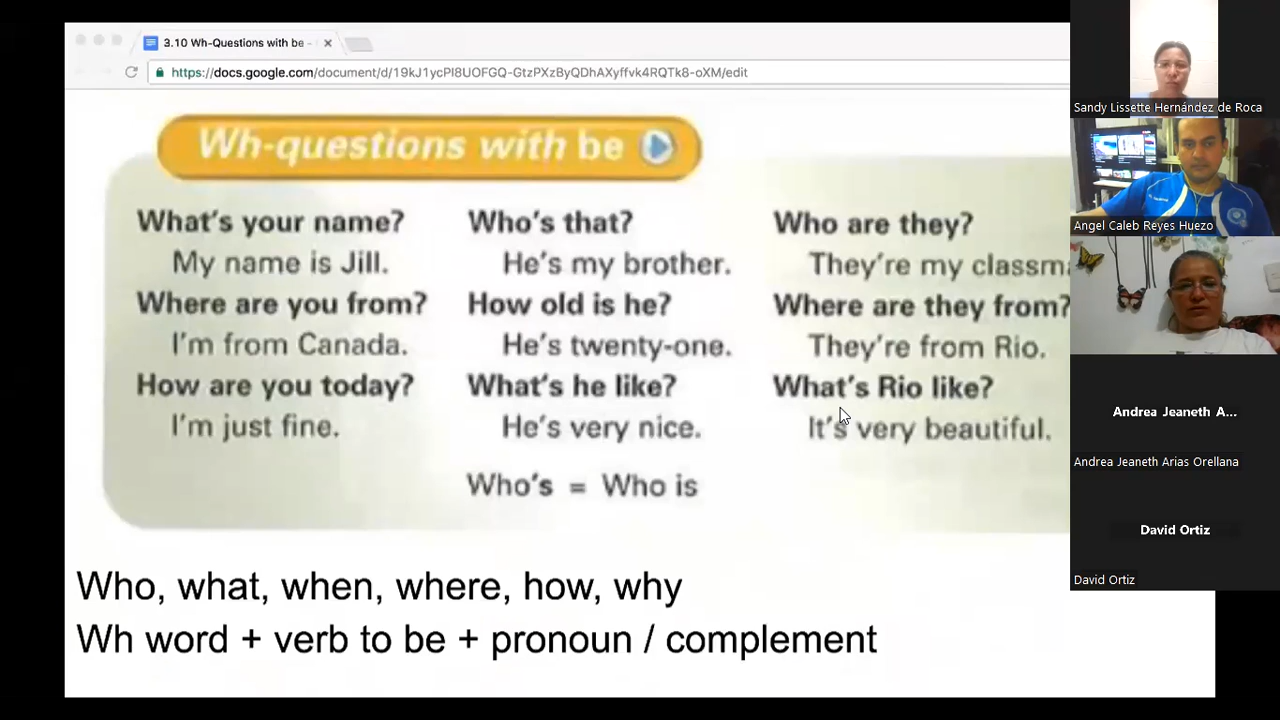 3.10 Wh-Questions with be -
https://docs.google.com/document/d/19kJ1ycPI8UOFGQ-GtzPXzByQDhAXyffvk4RQTk8-oXM/edit
Wh-questions with be
What's your name?
My name is Jill.
Where are you from?
I'm from Canada.
How are you today?
I'm just fine.
Who's that?
He's my brother.
How old is he?
He's twenty-one.
What's he like?
He's very nice.
Who's = Who is
Who are they?
They're my classm
Where are they from?
They're from Rio.
What's Rio like?
It's very beautiful.
Who, what, when, where, how, why
Wh word + verb to be + pronoun / complement
Sandy Lissette Hernández de Roca
Angel Caleb Reyes Huezo
Andrea Jeaneth A...
Andrea Jeaneth Arias Orellana
David Ortiz
David Ortiz